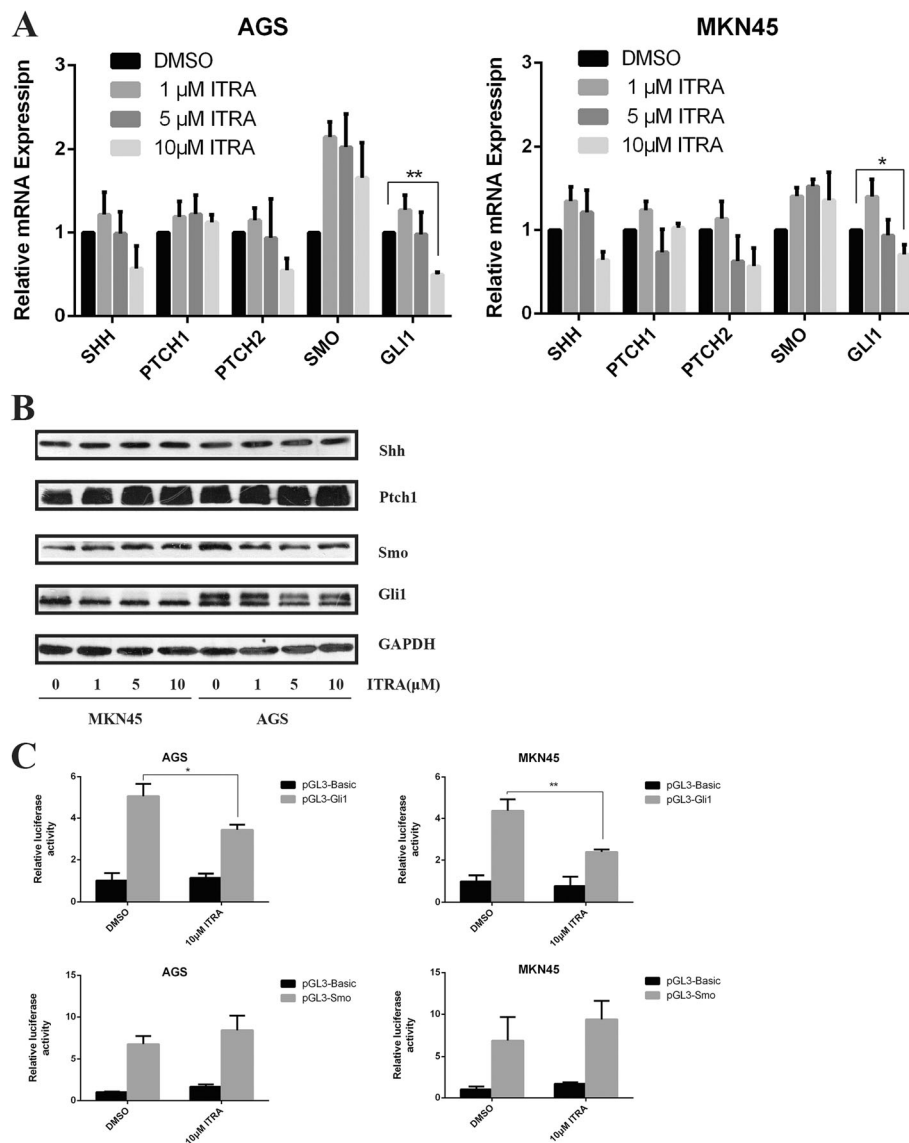 A
AGS
Relative mRNA Expressipn
3
2
1
0
DMSO
1 μM ITRA
5 μM ITRA
10μM ITRA
**
SHH
PTCH1
PTCH2
SMO
GLI1
MKN45
Relative mRNA Expressipn
3
2
1
0
DMSO
1 μM ITRA
5 μM ITRA
10μM ITRA
*
SHH
PTCH1
PTCH2
SMO
GLI1
B
Shh
Ptch1
Smo
Gli1
GAPDH
0 1 5 10 0 1 5 10 ITRA(μM)
MKN45 AGS
C
AGS
Relative luciferase
activity
6
4
2
0
*
pGL3-Basic
pGL3-Gli1
DMSO
10μM ITRA
MKN45
Relative luciferase
activity
6
4
2
0
**
pGL3-Basic
pGL3-Gli1
DMSO
10μM ITRA
AGS
Relative luciferase
activity
15
10
5
0
pGL3-Basic
pGL3-Smo
DMSO
10μM ITRA
MKN45
Relative luciferase
activity
15
10
5
0
pGL3-Basic
pGL3-Smo
DMSO
10μM ITRA